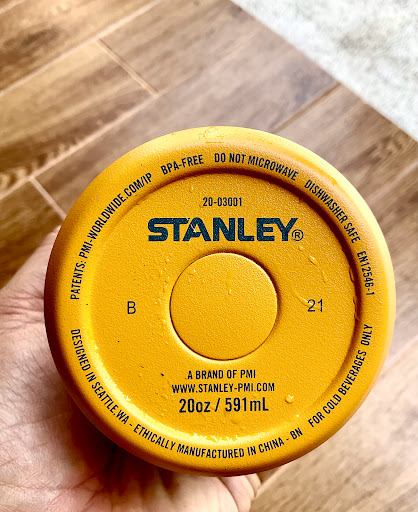 PATENTS: PMI-WORLDWIDE.COM/IP BPA-FREE DO NOT MICROWAVE DISHWASHER SAFE EN12546-1
20-03001
STANLEY®
B 21
A BRAND OF PMI
WWW.STANLEY-PMI.COM
20oz / 591mL
DESIGNED IN SEATTLE,WA - ETHICALLY MANUFACTURED IN CHINA - BN FOR COLD BEVERAGES ONLY